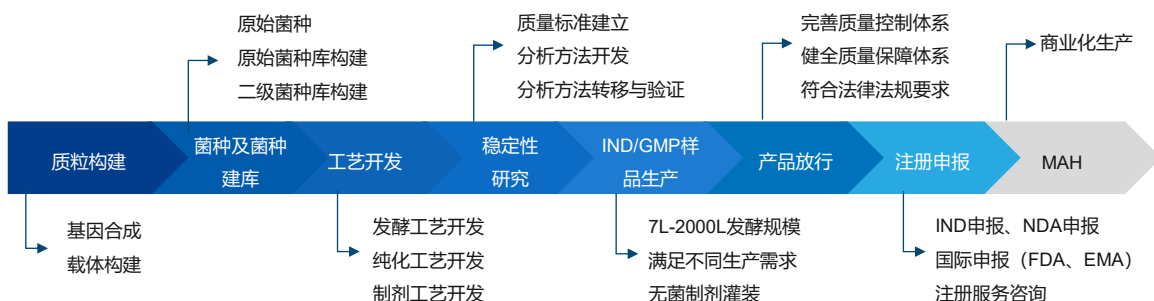 原始菌种
原始菌种库构建
二级菌种库构建
质量标准建立
分析方法开发
分析方法转移与验证
完善质量控制体系
健全质量保障体系
符合法律法规要求
商业化生产
质粒构建
菌种及菌种
建库
工艺开发
稳定性
研究
IND/GMP样
品生产
产品放行
注册申报
MAH
基因合成
载体构建
发酵工艺开发
纯化工艺开发
制剂工艺开发
7L-2000L发酵规模
满足不同生产需求
无菌制剂灌装
IND申报、NDA申报
国际申报（FDA、EMA）
注册服务咨询